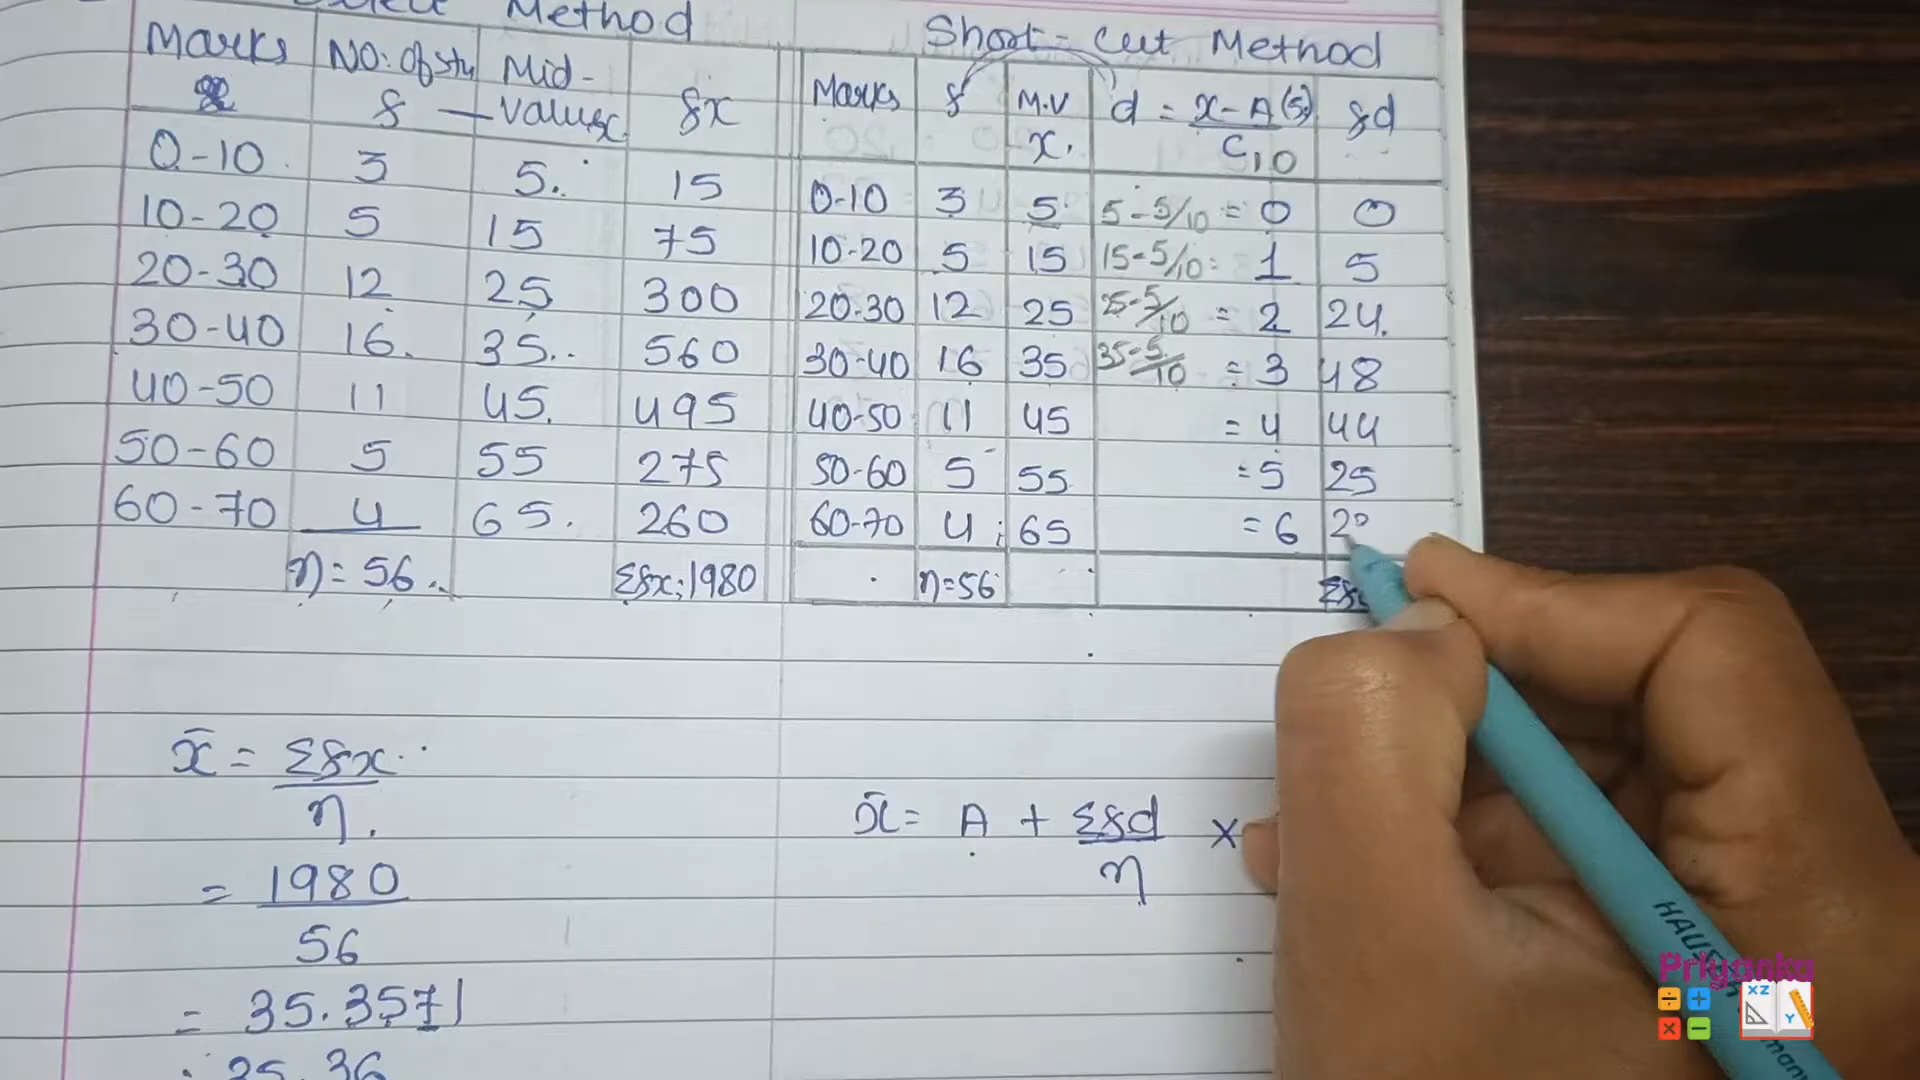 Method
Short-cut Method
Marks | No: of stu f | Mid-values x | fx
0-10 | 3 | 5 | 15
10-20 | 5 | 15 | 75
20-30 | 12 | 25 | 300
30-40 | 16 | 35 | 560
40-50 | 11 | 45 | 495
50-60 | 5 | 55 | 275
60-70 | 4 | 65 | 260
n = 56 | Σfx = 1980
Marks | f | M.V x | d = x-A(5)/C,10 | fd
0-10 | 3 | 5 | 5-5/10 = 0 | 0
10-20 | 5 | 15 | 15-5/10 = 1 | 5
20-30 | 12 | 25 | 25-5/10 = 2 | 24
30-40 | 16 | 35 | 35-5/10 = 3 | 48
40-50 | 11 | 45 | = 4 | 44
50-60 | 5 | 55 | = 5 | 25
60-70 | 4 | 65 | = 6 | 2
n=56
x̄ = Σfx
n
= 1980
56
= 35.3571
35.36
x̄ = A + Σfd ×
n
Priyanka
XZ
Y